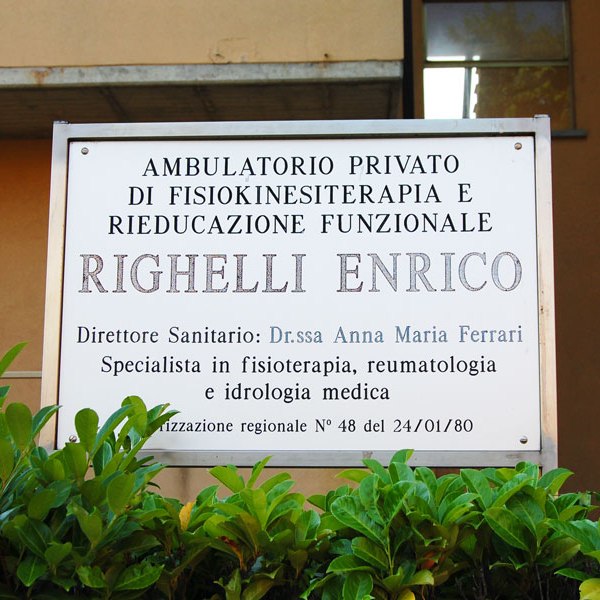 AMBULATORIO PRIVATO
DI FISIOKINESITERAPIA E
RIEDUCAZIONE FUNZIONALE
RIGHELLI ENRICO
Direttore Sanitario: Dr.ssa Anna Maria Ferrari
Specialista in fisioterapia, reumatologia
e idrologia medica
regionale N° 48 del 24/01/80